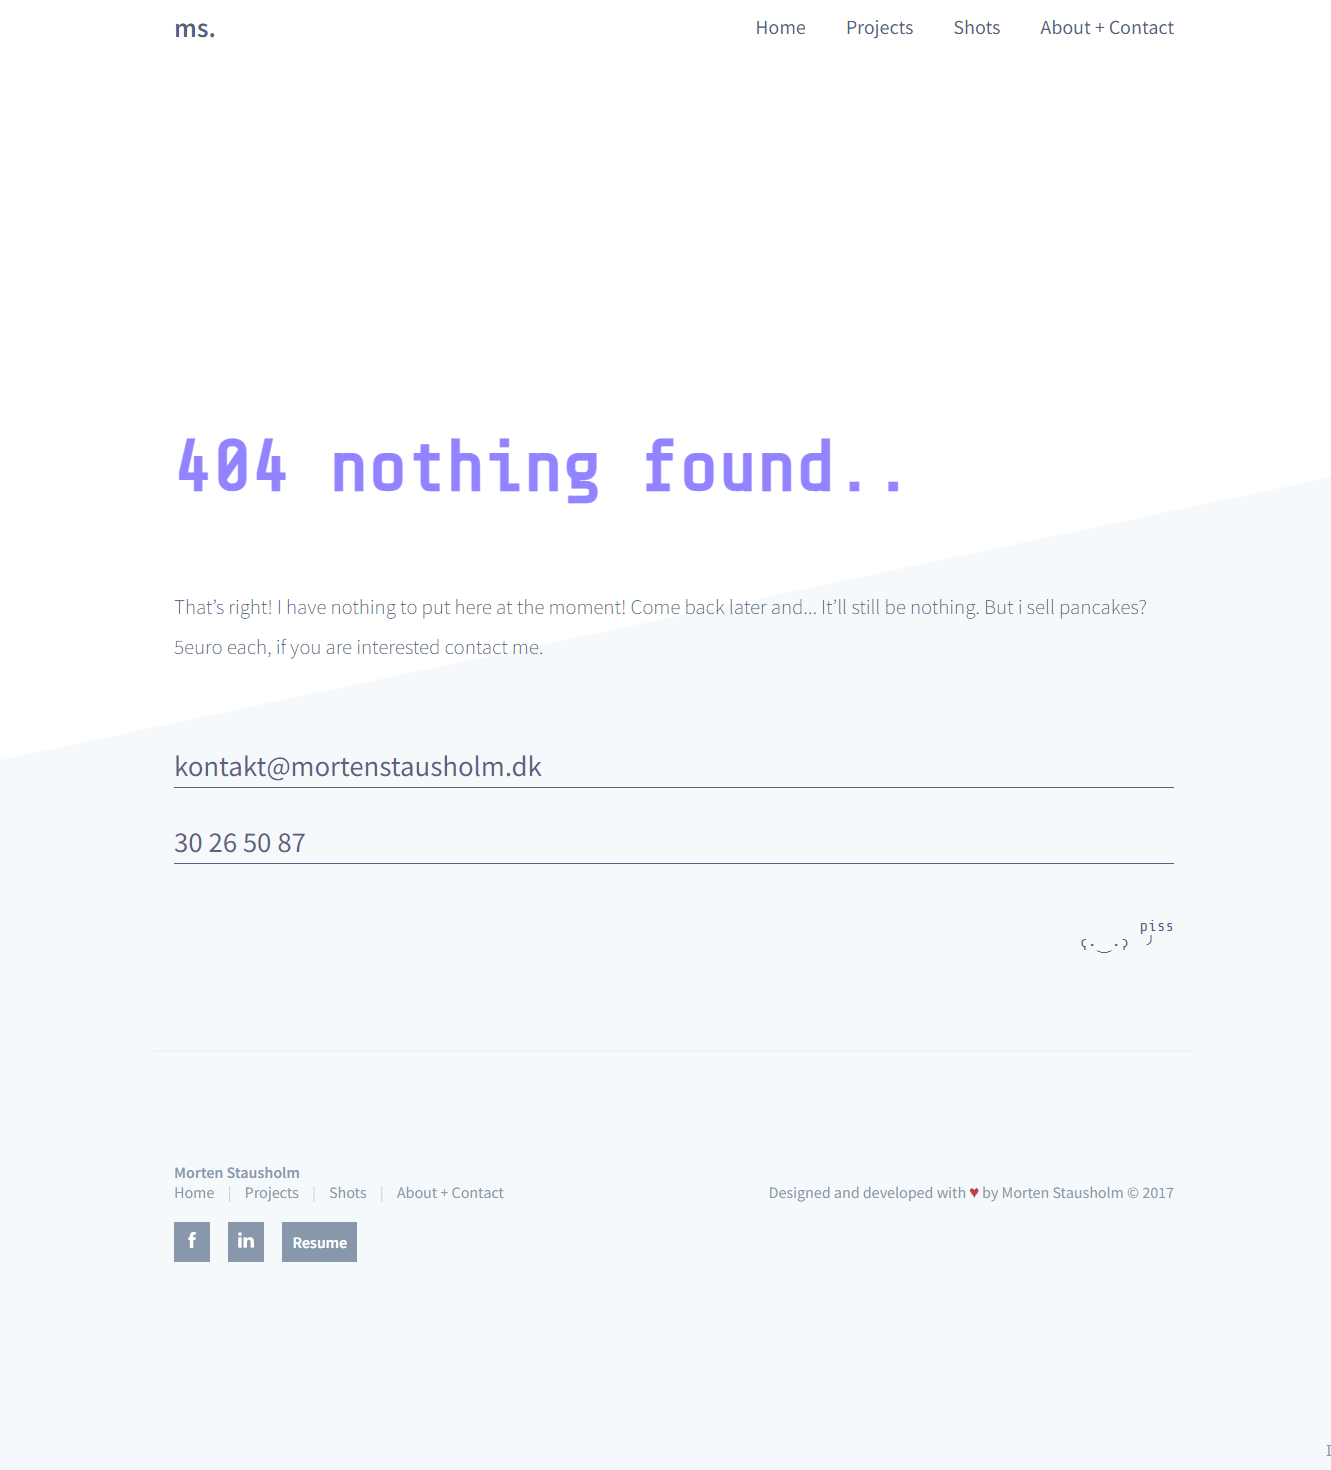 ms.
Home Projects Shots About + Contact
404 nothing found..
That’s right! I have nothing to put here at the moment! Come back later and... It’ll still be nothing. But i sell pancakes?
5euro each, if you are interested contact me.
kontakt@mortenstausholm.dk
30 26 50 87
piss
ʕ·‿·ʔ ╯
Morten Stausholm
Home | Projects | Shots | About + Contact
Designed and developed with ♥ by Morten Stausholm © 2017
f in Resume